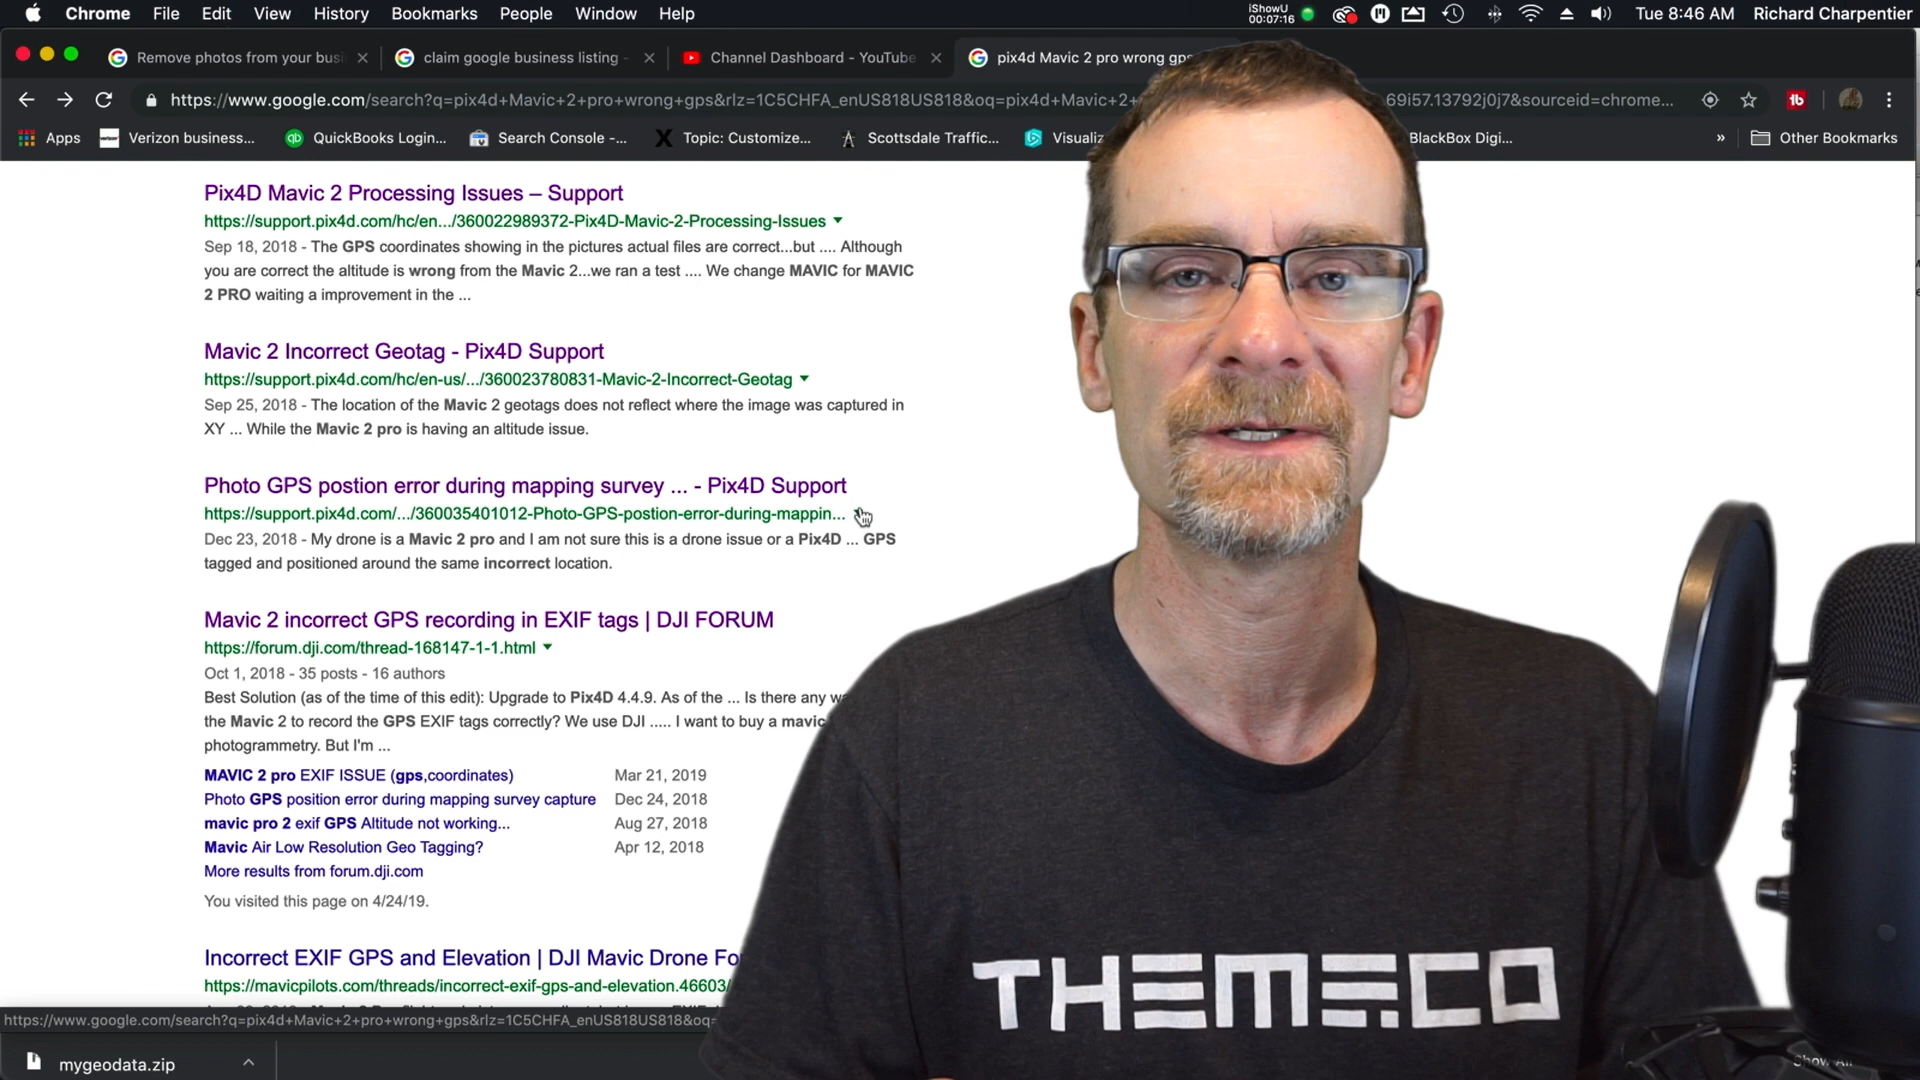 Chrome File Edit View History Bookmarks People Window Help
iShowU
00:07:16
Tue 8:46 AM Richard Charpentier
Remove photos from your busi
claim google business listing -
Channel Dashboard - YouTube
pix4d Mavic 2 pro wrong gps
https://www.google.com/search?q=pix4d+Mavic+2+pro+wrong+gps&rlz=1C5CHFA_enUS818US818&oq=pix4d+Mavic+2+ 69i57.13792j0j7&sourceid=chrome...
Apps Verizon business... QuickBooks Login... Search Console -... Topic: Customize... Scottsdale Traffic... Visualiz BlackBox Digi... » Other Bookmarks
Pix4D Mavic 2 Processing Issues – Support
https://support.pix4d.com/hc/en.../360022989372-Pix4D-Mavic-2-Processing-Issues
Sep 18, 2018 - The GPS coordinates showing in the pictures actual files are correct...but .... Although
you are correct the altitude is wrong from the Mavic 2...we ran a test .... We change MAVIC for MAVIC
2 PRO waiting a improvement in the ...
Mavic 2 Incorrect Geotag - Pix4D Support
https://support.pix4d.com/hc/en-us/.../360023780831-Mavic-2-Incorrect-Geotag
Sep 25, 2018 - The location of the Mavic 2 geotags does not reflect where the image was captured in
XY ... While the Mavic 2 pro is having an altitude issue.
Photo GPS postion error during mapping survey ... - Pix4D Support
https://support.pix4d.com/.../360035401012-Photo-GPS-postion-error-during-mappin...
Dec 23, 2018 - My drone is a Mavic 2 pro and I am not sure this is a drone issue or a Pix4D ... GPS
tagged and positioned around the same incorrect location.
Mavic 2 incorrect GPS recording in EXIF tags | DJI FORUM
https://forum.dji.com/thread-168147-1-1.html
Oct 1, 2018 - 35 posts - 16 authors
Best Solution (as of the time of this edit): Upgrade to Pix4D 4.4.9. As of the ... Is there any wa
the Mavic 2 to record the GPS EXIF tags correctly? We use DJI ..... I want to buy a mavic
photogrammetry. But I'm ...
MAVIC 2 pro EXIF ISSUE (gps,coordinates) Mar 21, 2019
Photo GPS position error during mapping survey capture Dec 24, 2018
mavic pro 2 exif GPS Altitude not working... Aug 27, 2018
Mavic Air Low Resolution Geo Tagging? Apr 12, 2018
More results from forum.dji.com
You visited this page on 4/24/19.
Incorrect EXIF GPS and Elevation | DJI Mavic Drone Fo
https://mavicpilots.com/threads/incorrect-exif-gps-and-elevation.46603/
https://www.google.com/search?q=pix4d+Mavic+2+pro+wrong+gps&rlz=1C5CHFA_enUS818US818&oq=
mygeodata.zip
Show All
THEME.CO